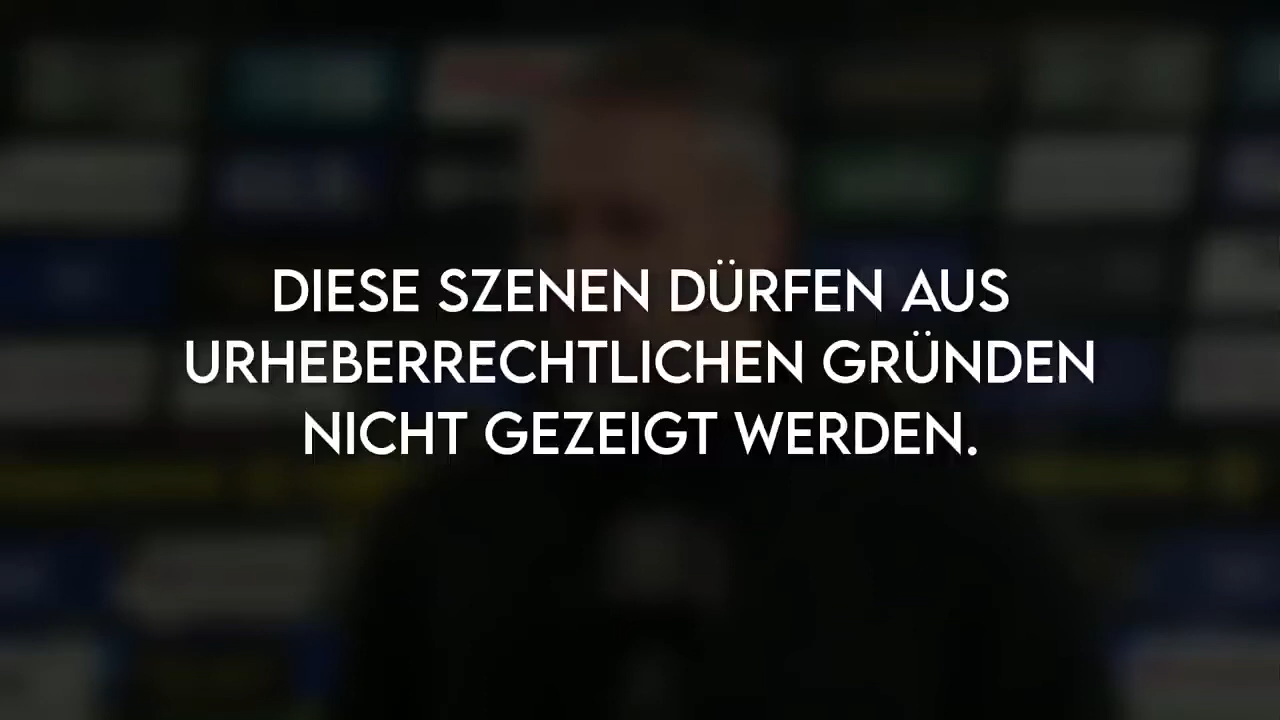 DIESE SZENEN DÜRFEN AUS
URHEBERRECHTLICHEN GRÜNDEN
NICHT GEZEIGT WERDEN.